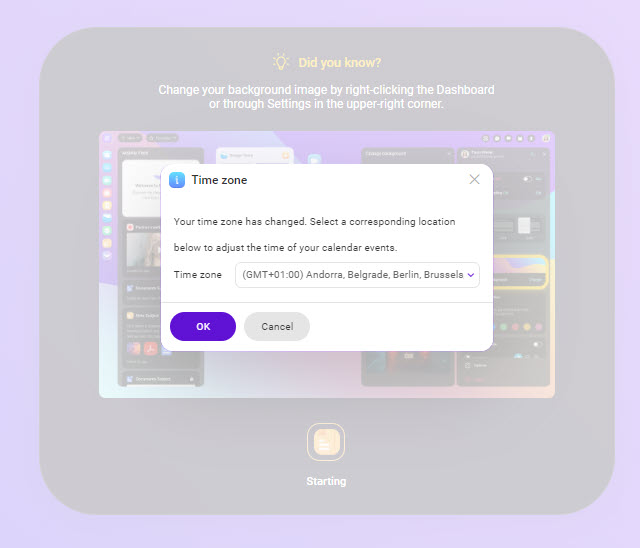 Did you know?
Change your background image by right-clicking the Dashboard
or through Settings in the upper-right corner.
Time zone
Your time zone has changed. Select a corresponding location
below to adjust the time of your calendar events.
Time zone (GMT+01:00) Andorra, Belgrade, Berlin, Brussels
OK Cancel
Starting